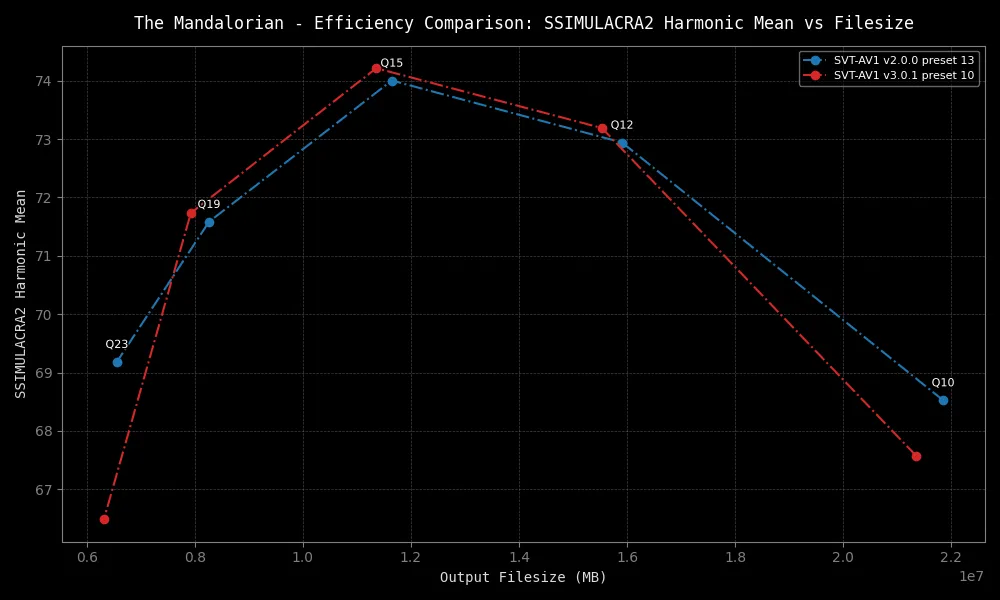 The Mandalorian - Efficiency Comparison: SSIMULACRA2 Harmonic Mean vs Filesize
SVT-AV1 v2.0.0 preset 13
SVT-AV1 v3.0.1 preset 10
SSIMULACRA2 Harmonic Mean
74
73
72
71
70
69
68
67
Q15
Q12
Q19
Q23
Q10
0.6
0.8
1.0
1.2
1.4
1.6
1.8
2.0
2.2
1e7
Output Filesize (MB)